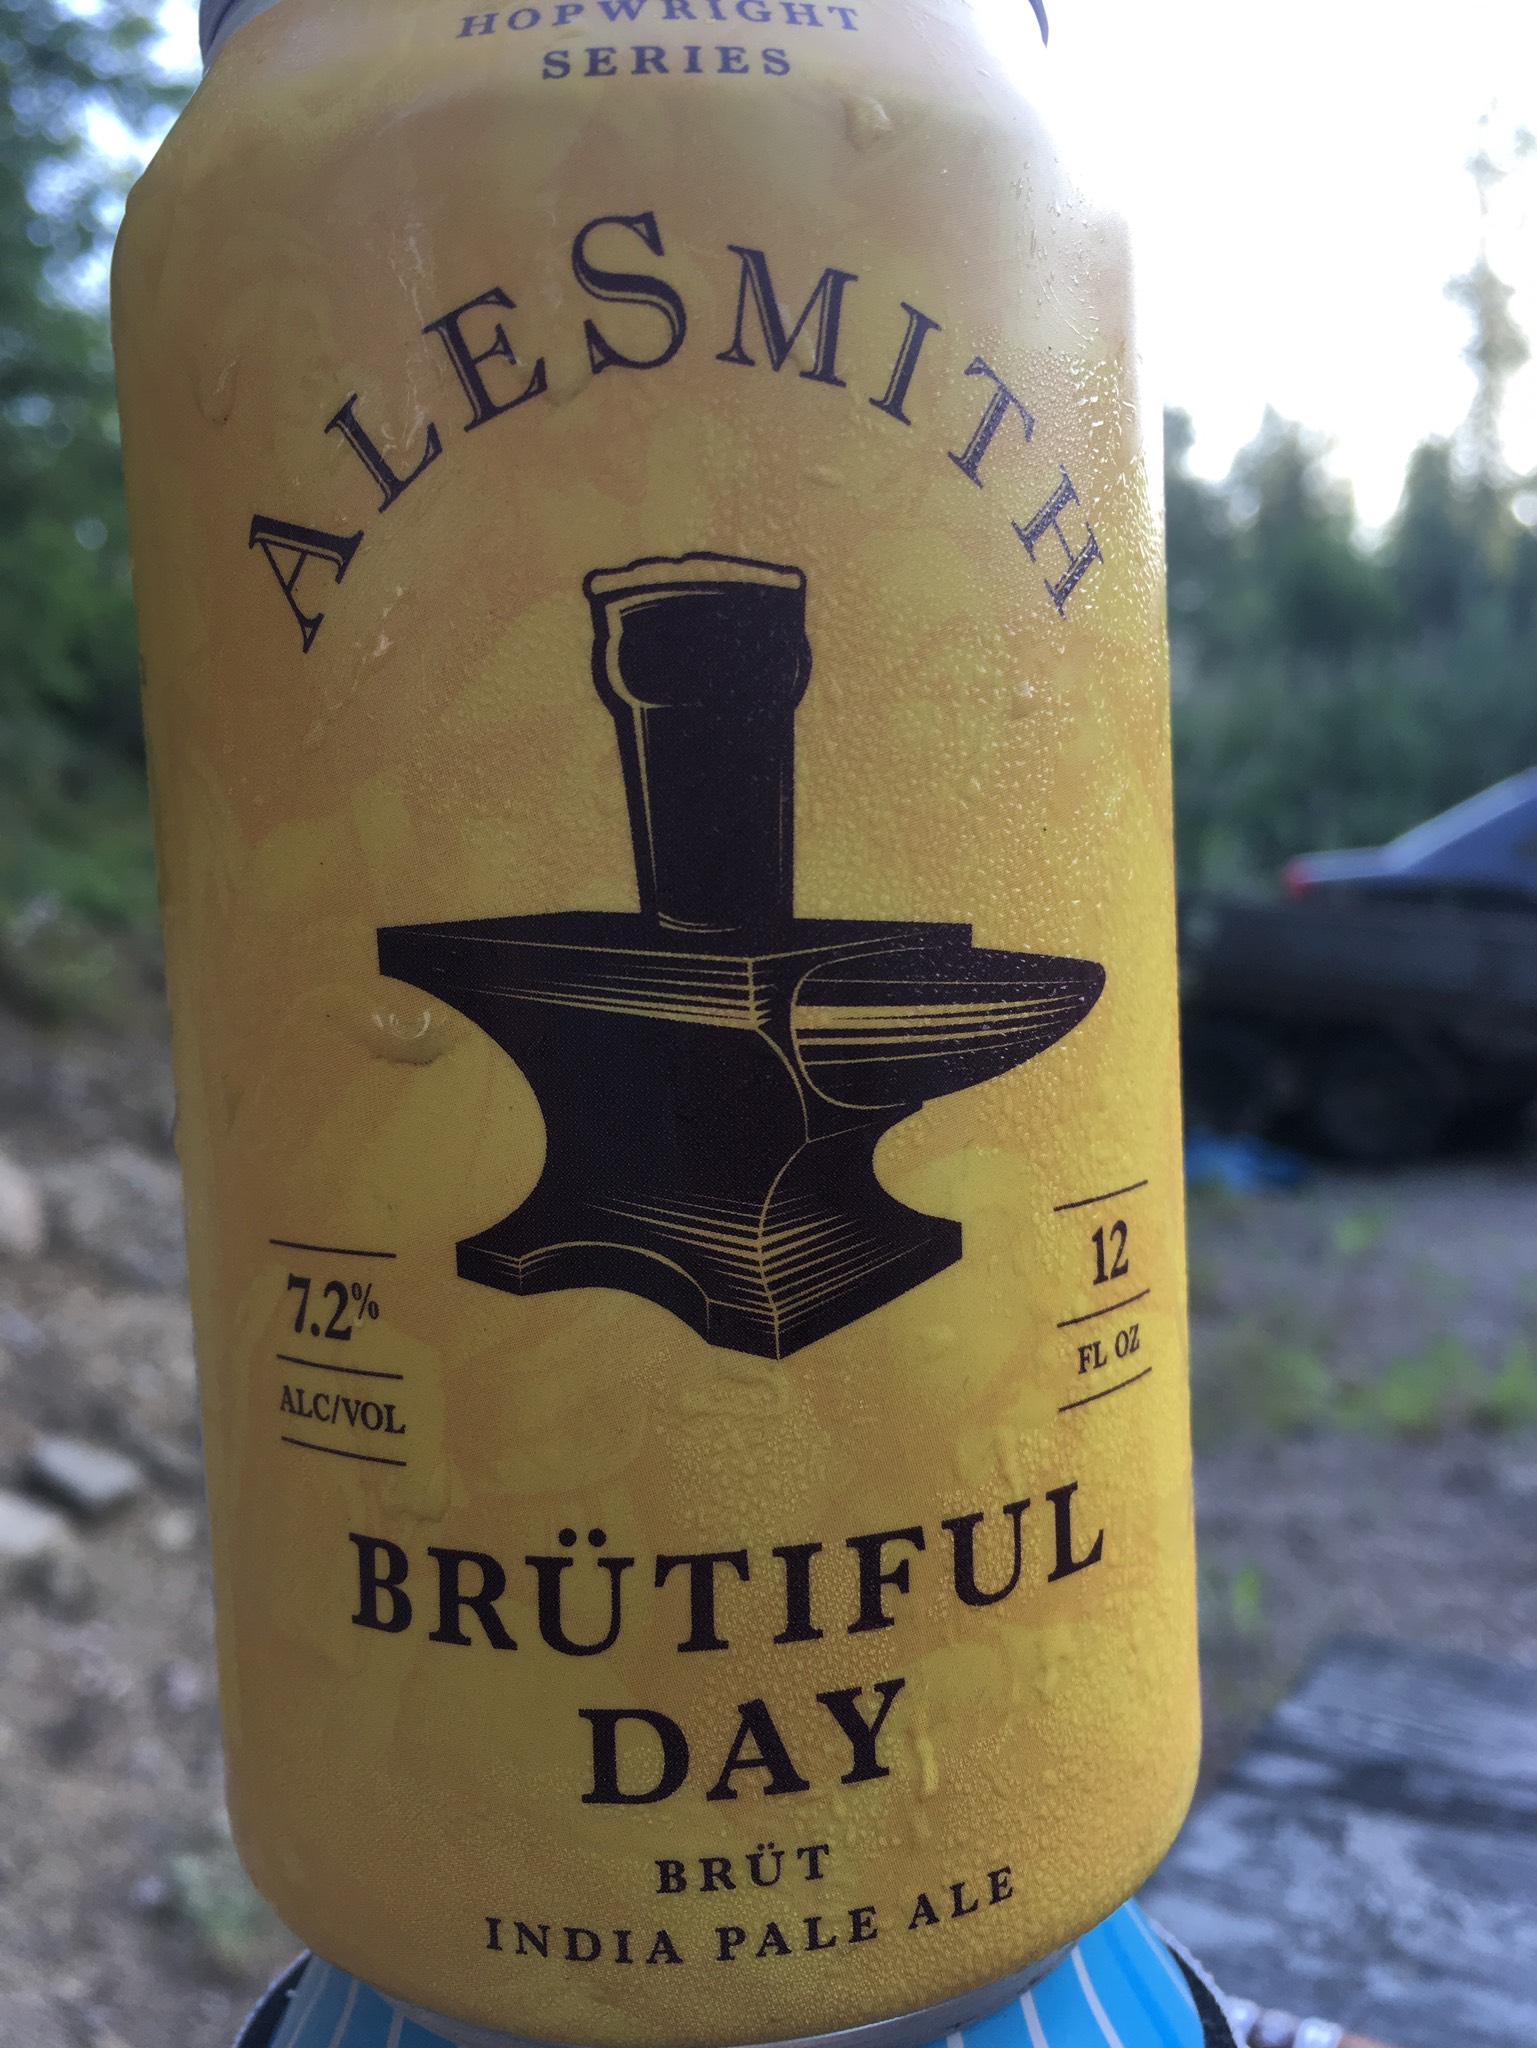 HOPWRIGHT
SERIES
ALESMITH
7.2%
ALC/VOL
12
FL OZ
BRÜTIFUL
DAY
BRÜT
INDIA PALE ALE